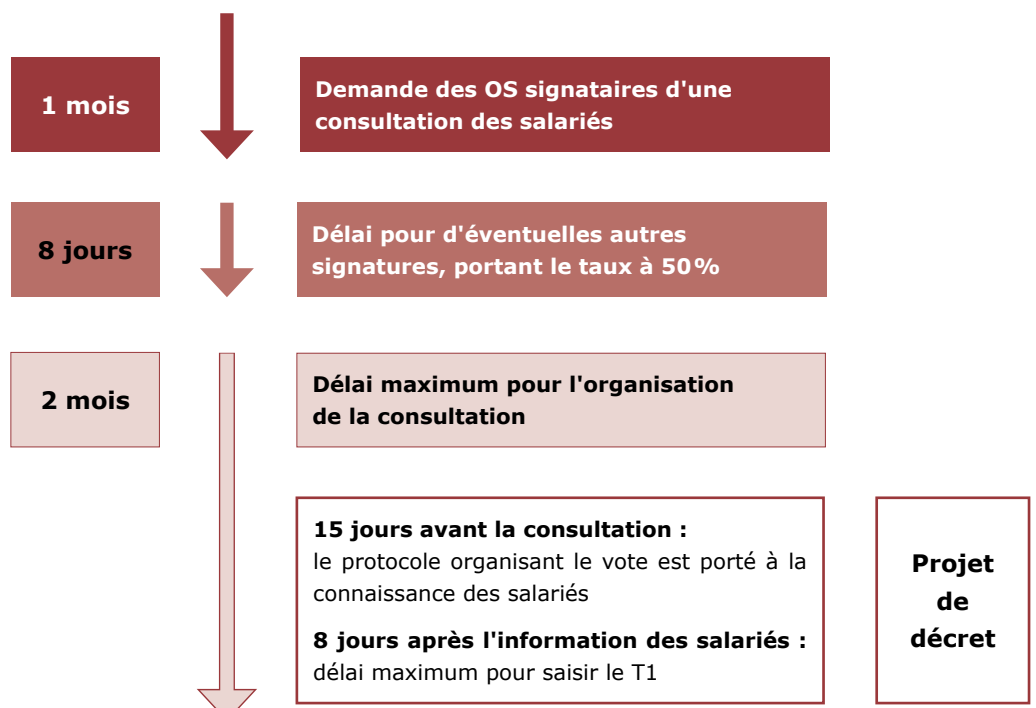 1 mois
Demande des OS signataires d'une
consultation des salariés
8 jours
Délai pour d'éventuelles autres
signatures, portant le taux à 50%
2 mois
Délai maximum pour l'organisation
de la consultation
15 jours avant la consultation :
le protocole organisant le vote est porté à la
connaissance des salariés
8 jours après l'information des salariés :
délai maximum pour saisir le T1
Projet
de
décret